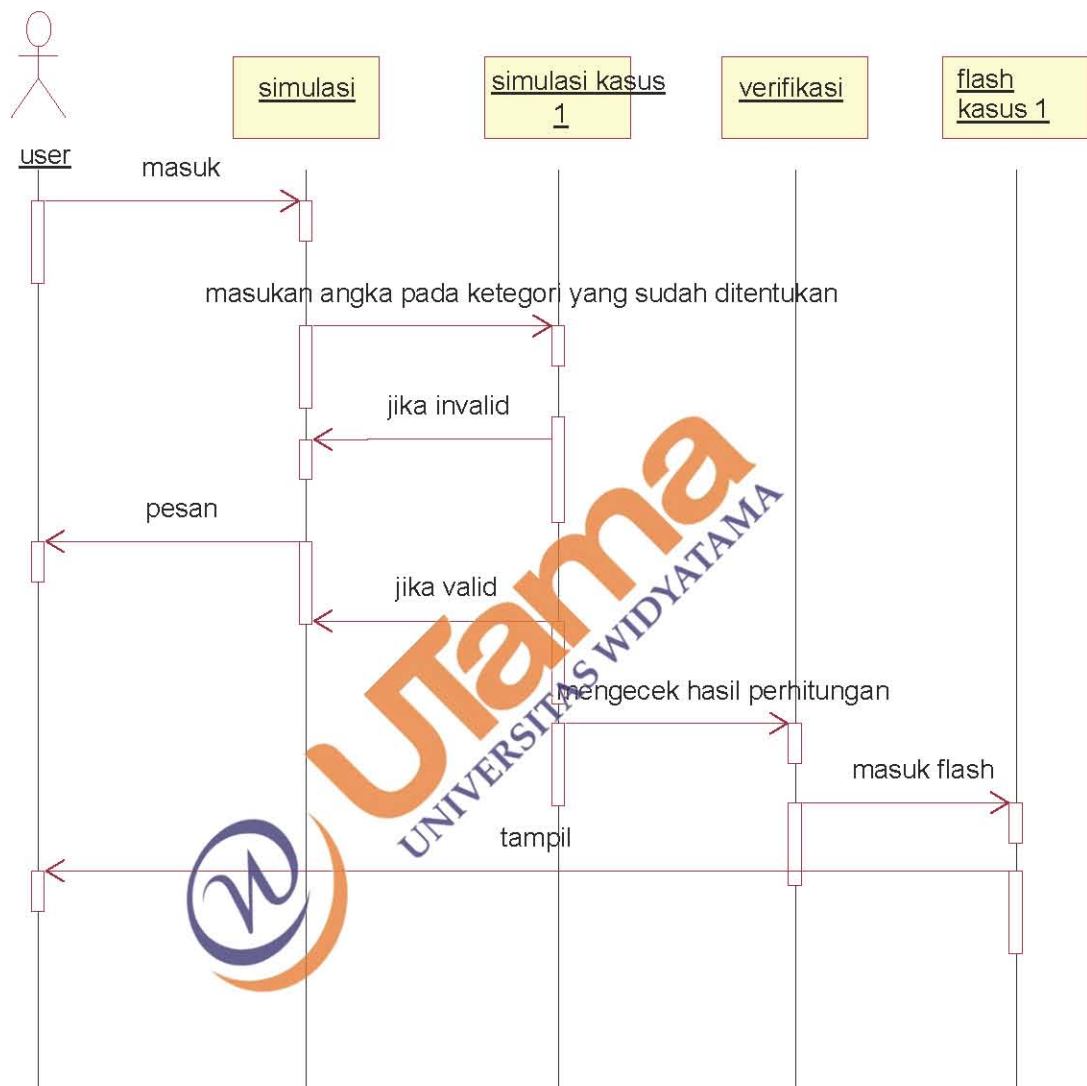 simulasi
simulasi kasus
1
verifikasi
flash
kasus 1
user
masuk
masukan angka pada ketegori yang sudah ditentukan
jika invalid
pesan
jika valid
mengecek hasil perhitungan
masuk flash
tampil
UTama
UNIVERSITAS WIDYATAMA